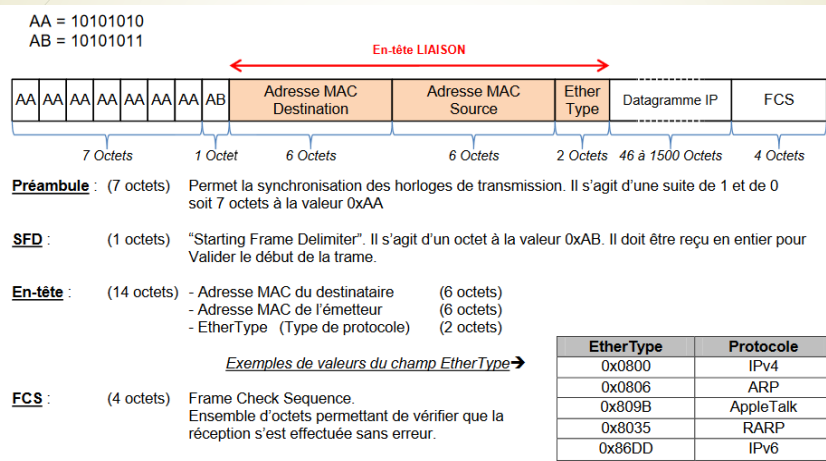 AA = 10101010
AB = 10101011
En-tête LIAISON
AA AA AA AA AA AA AA AB Adresse MAC Destination Adresse MAC Source Ether Type Datagramme IP FCS
7 Octets 1 Octet 6 Octets 6 Octets 2 Octets 46 à 1500 Octets 4 Octets
Préambule : (7 octets) Permet la synchronisation des horloges de transmission. Il s'agit d'une suite de 1 et de 0
soit 7 octets à la valeur 0xAA
SFD : (1 octets) "Starting Frame Delimiter". Il s'agit d'un octet à la valeur 0xAB. Il doit être reçu en entier pour
Valider le début de la trame.
En-tête : (14 octets) - Adresse MAC du destinataire (6 octets)
- Adresse MAC de l'émetteur (6 octets)
- EtherType (Type de protocole) (2 octets)
Exemples de valeurs du champ EtherType➔
FCS : (4 octets) Frame Check Sequence.
Ensemble d'octets permettant de vérifier que la
réception s'est effectuée sans erreur.
EtherType Protocole
0x0800 IPv4
0x0806 ARP
0x809B AppleTalk
0x8035 RARP
0x86DD IPv6